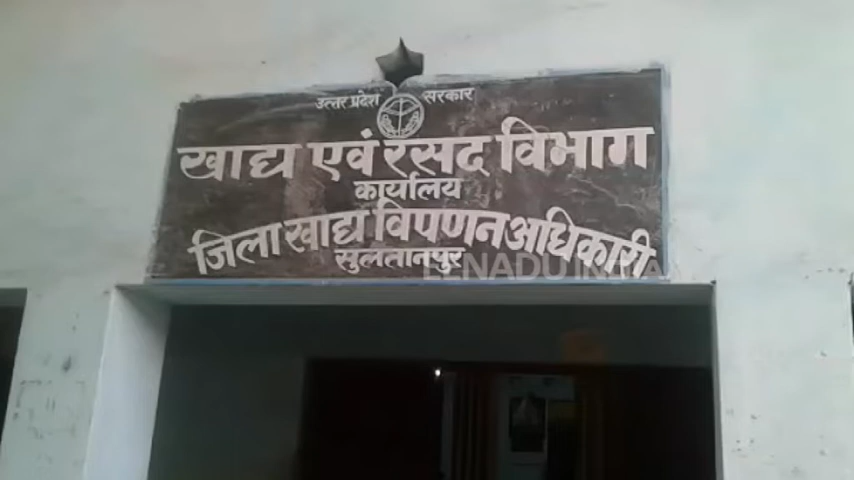 उत्तर प्रदेश सरकार
खाद्य एवं रसद विभाग
कार्यालय
जिला खाद्य विपणन अधिकारी
सुलतानपुर